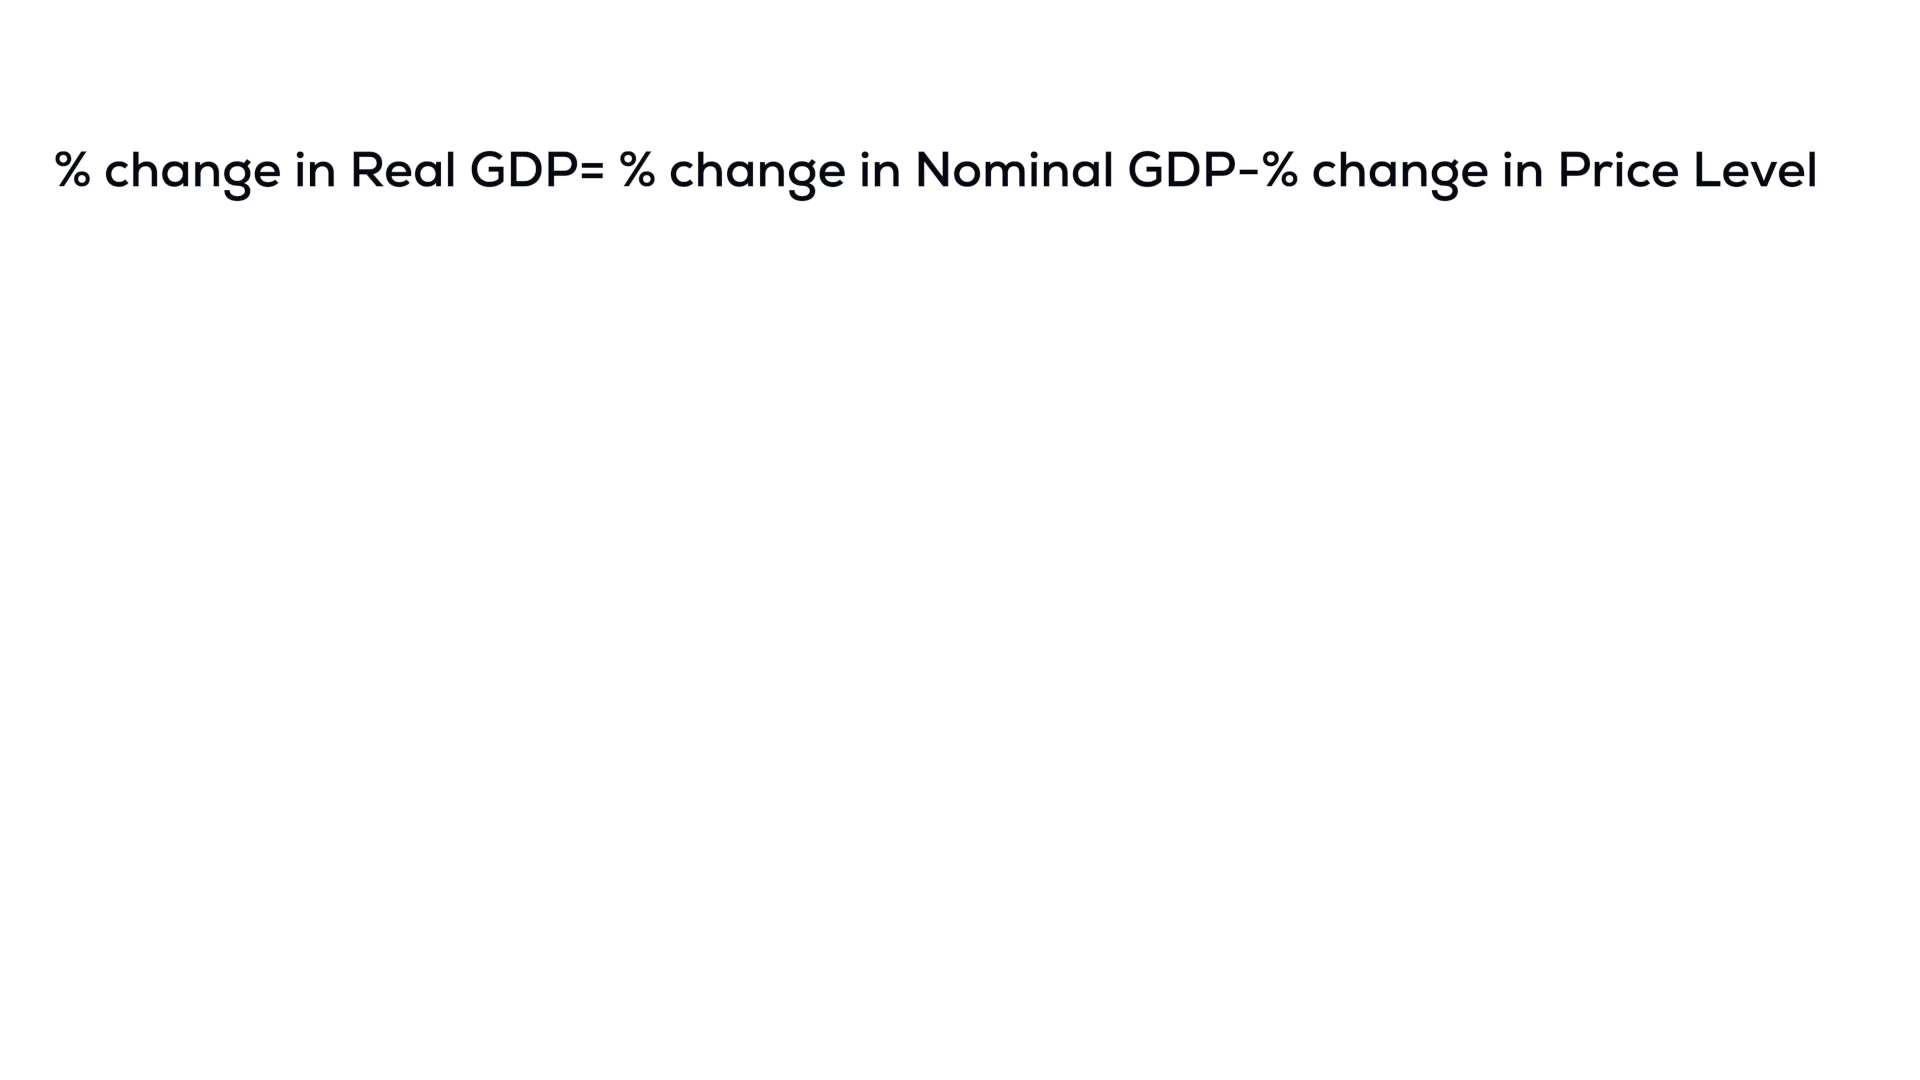 % change in Real GDP= % change in Nominal GDP-% change in Price Level